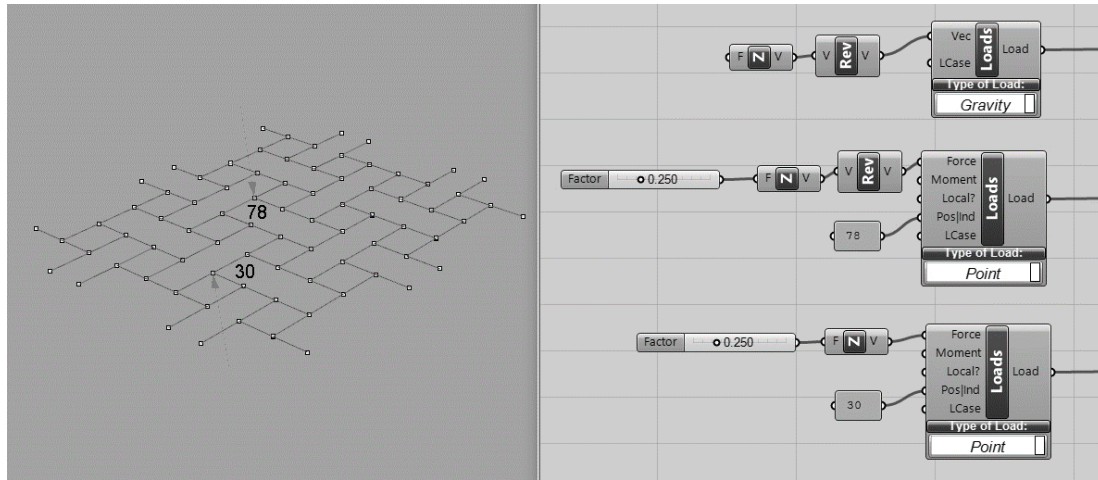 78
30
F Z V
V Rev V
Vec
LCase
Loads
Load
Type of Load:
Gravity
Factor
0.250
F Z V
V Rev V
Force
Moment
Local?
Pos|Ind
LCase
Loads
Load
78
Type of Load:
Point
Factor
0.250
F Z V
Force
Moment
Local?
Pos|Ind
LCase
Loads
Load
30
Type of Load:
Point